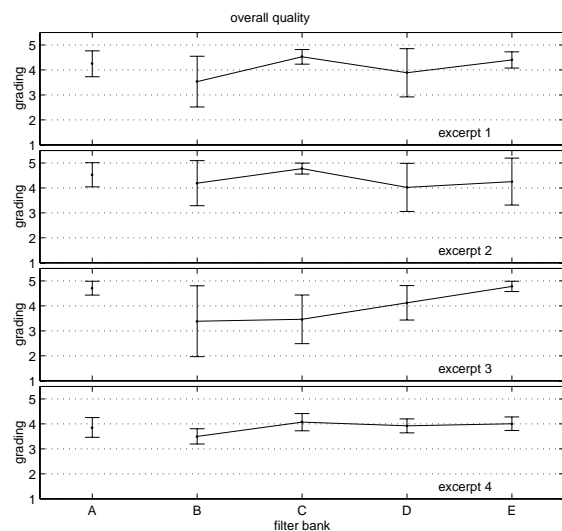 overall quality
5
4
3
2
1
grading
excerpt 1
5
4
3
2
1
grading
excerpt 2
5
4
3
2
1
grading
excerpt 3
5
4
3
2
1
grading
excerpt 4
A B C D E
filter bank